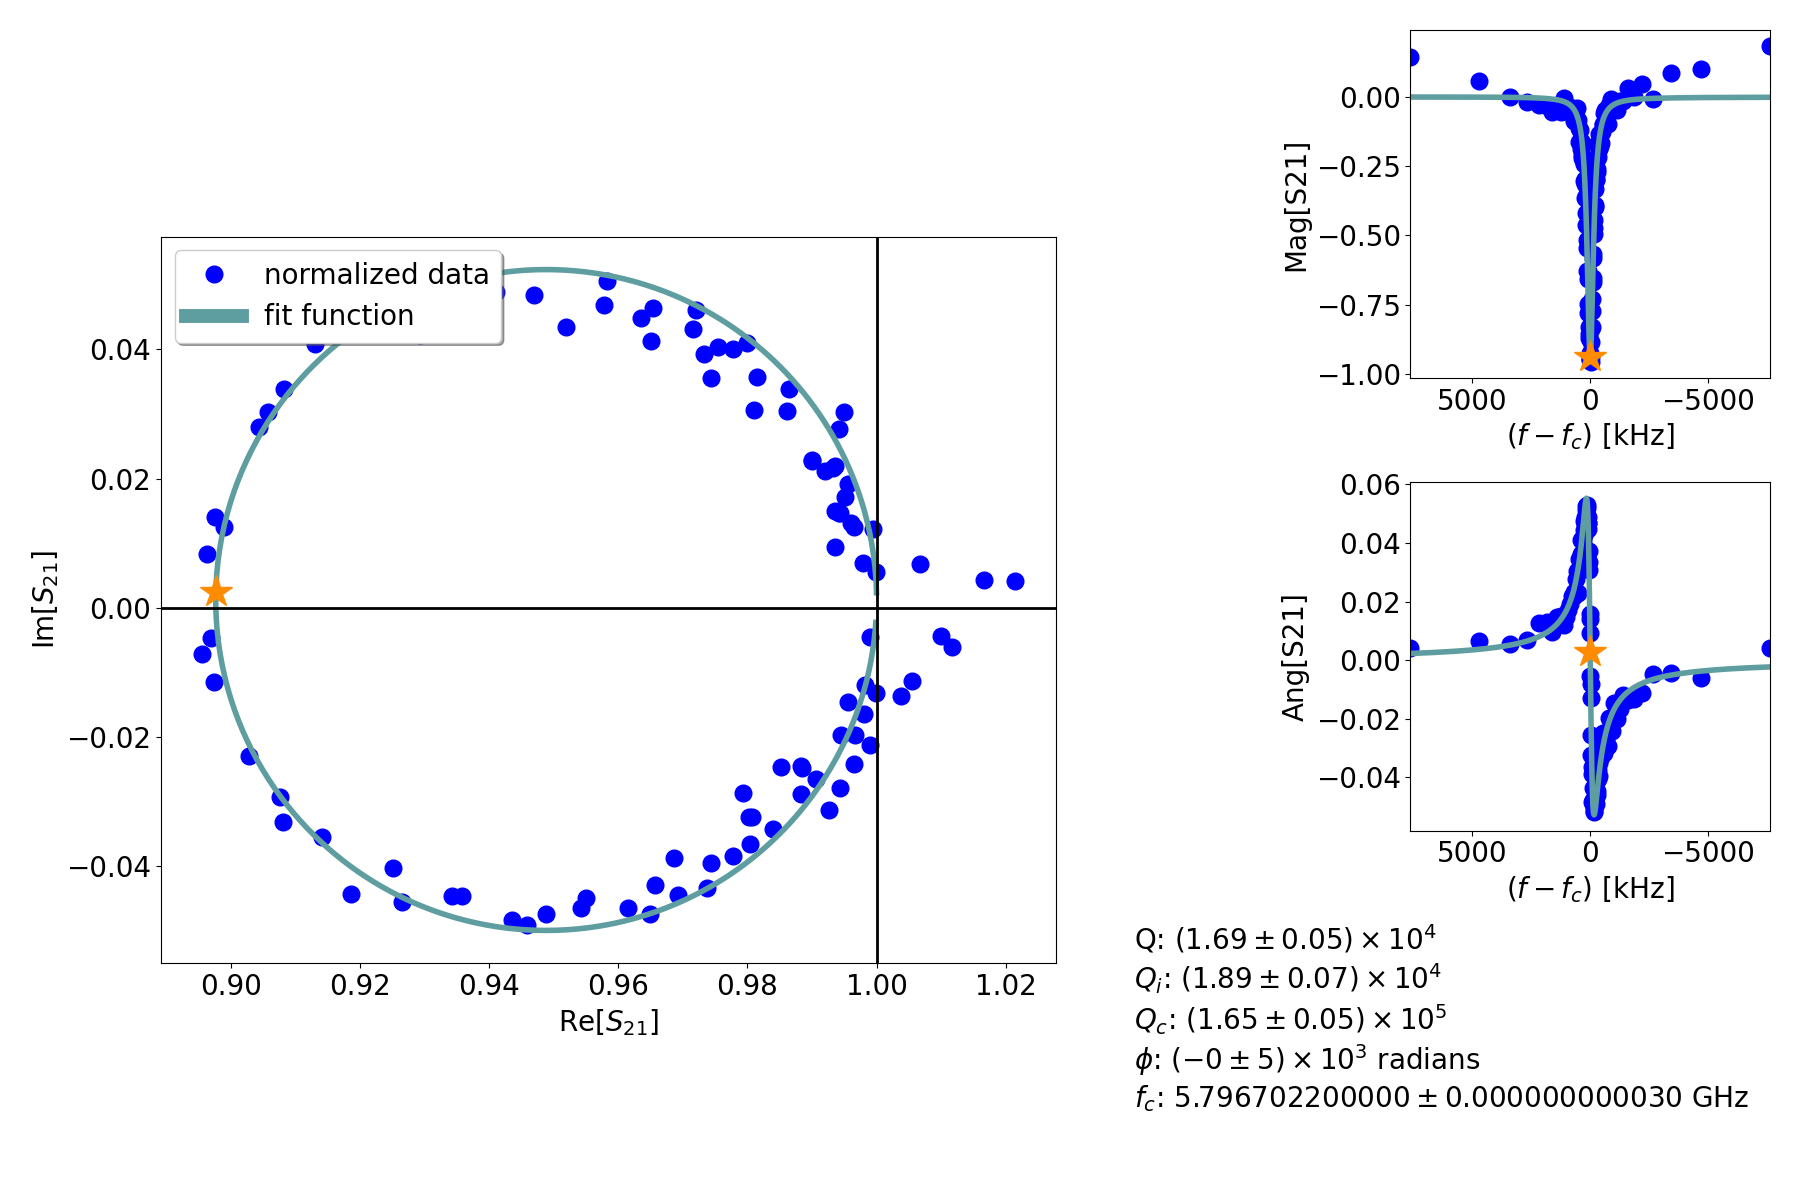 normalized data
fit function
0.04
0.02
0.00
−0.02
−0.04
0.90 0.92 0.94 0.96 0.98 1.00 1.02
Re[S21]
Im[S21]
0.00
−0.25
−0.50
−0.75
−1.00
5000 0 −5000
(f − fc) [kHz]
Mag[S21]
0.06
0.04
0.02
0.00
−0.02
−0.04
5000 0 −5000
(f − fc) [kHz]
Ang[S21]
Q: (1.69 ± 0.05) × 10^4
Qi: (1.89 ± 0.07) × 10^4
Qc: (1.65 ± 0.05) × 10^5
ϕ: (−0 ± 5) × 10^3 radians
fc: 5.796702200000 ± 0.000000000030 GHz